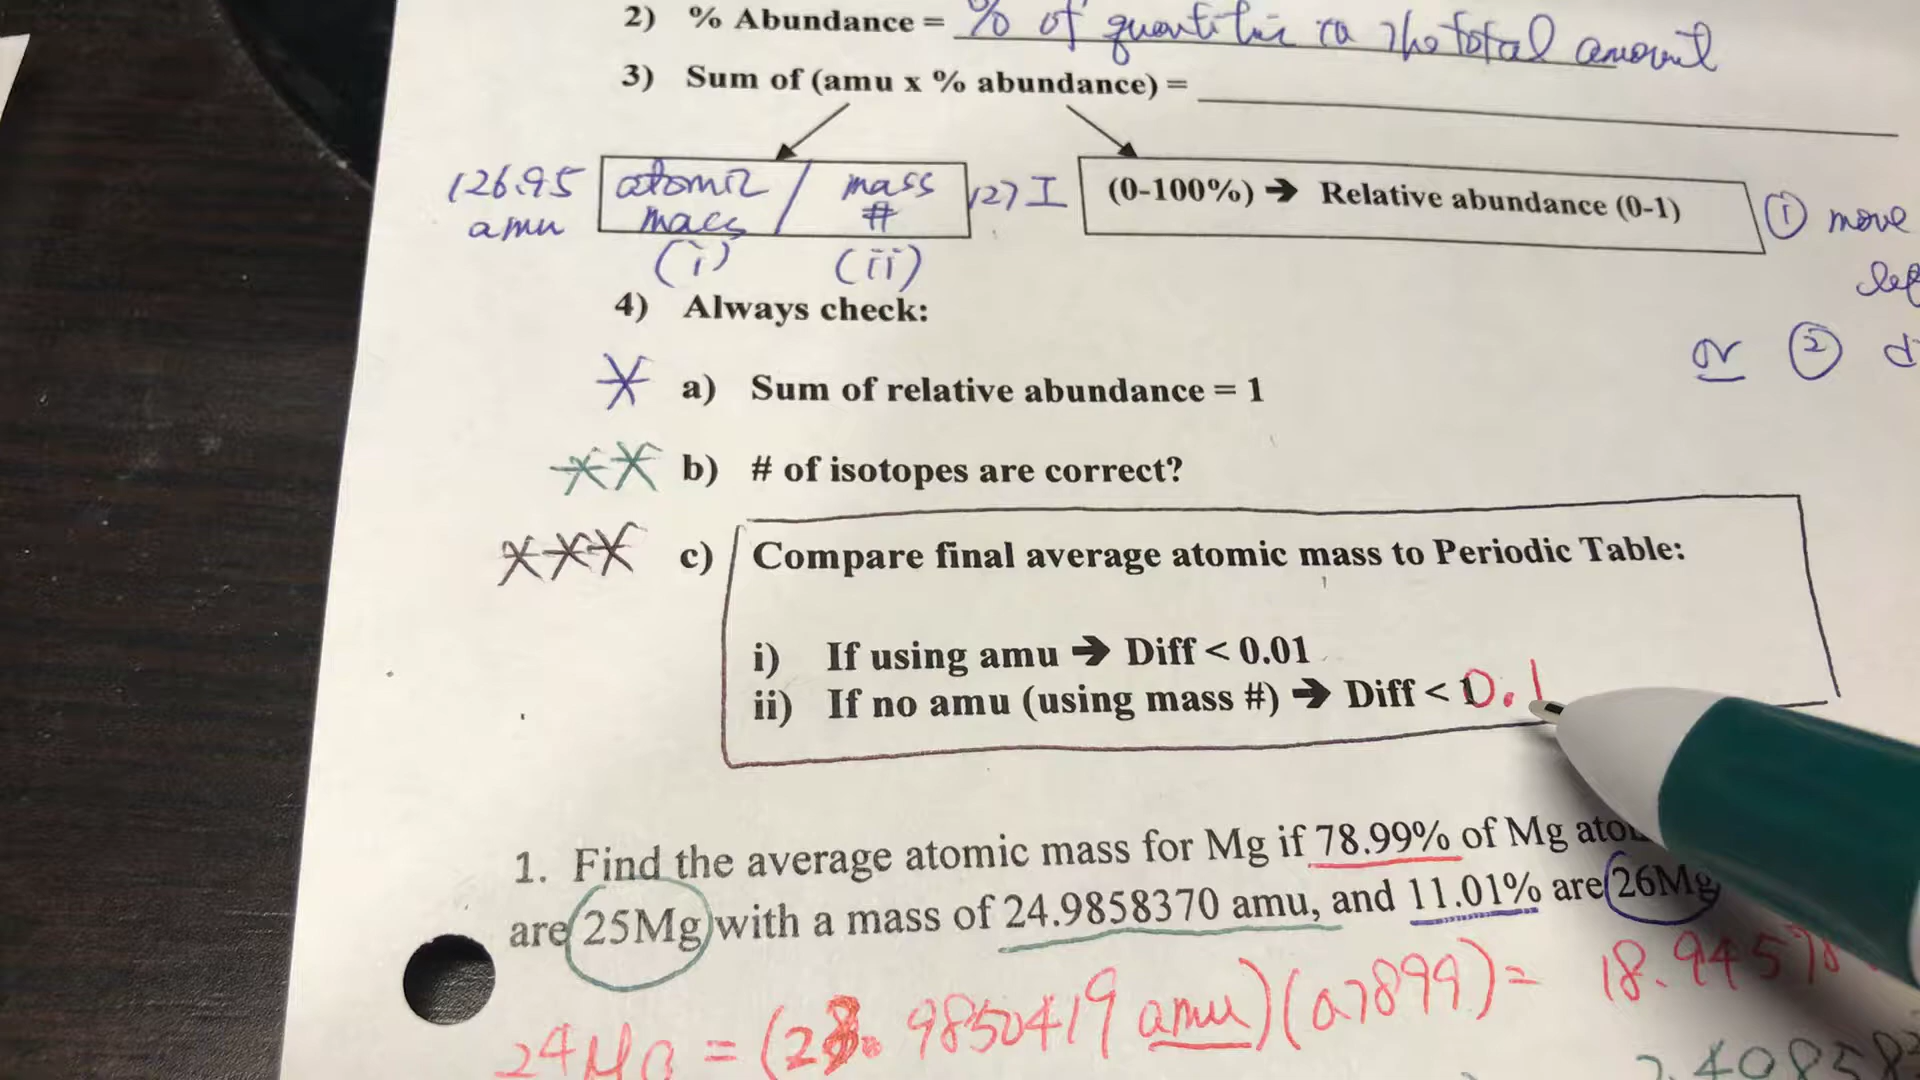 2) % Abundance = % of in the total amount
3) Sum of (amu x % abundance) =
126.95 amu
atomic mass / mass #
127 I
(i) (ii)
(0-100%) ➔ Relative abundance (0-1)
① move
or ②
4) Always check:
* a) Sum of relative abundance = 1
** b) # of isotopes are correct?
*** c) Compare final average atomic mass to Periodic Table:
i) If using amu ➔ Diff < 0.01
ii) If no amu (using mass #) ➔ Diff < 0.1
1. Find the average atomic mass for Mg if 78.99% of Mg
are 25Mg with a mass of 24.9858370 amu, and 11.01% are 26Mg
24Mg = (23.9850419 amu)(0.7899) = 18.94578
2.40858